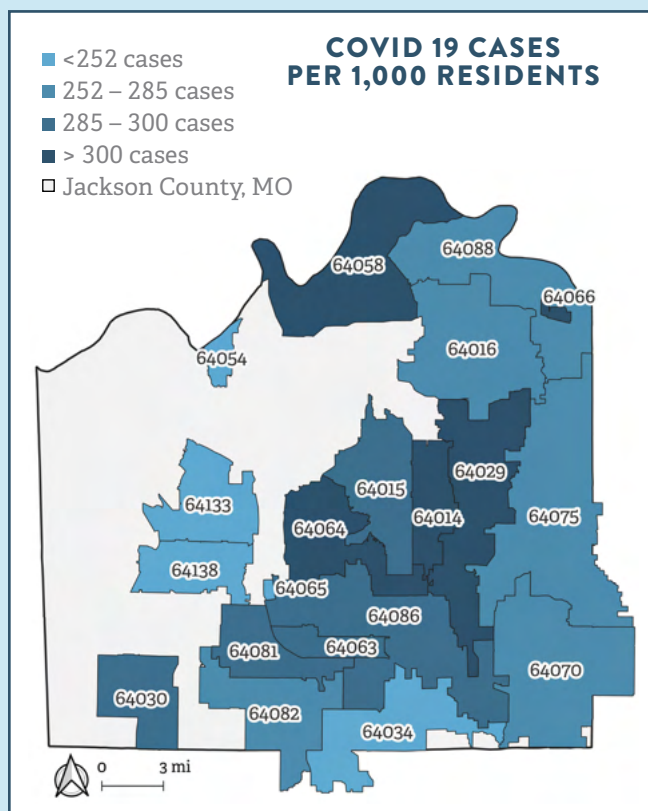 COVID 19 CASES
PER 1,000 RESIDENTS
<252 cases
252 – 285 cases
285 – 300 cases
> 300 cases
Jackson County, MO
64088
64058
64066
64054
64016
64029
64015
64133
64064
64014
64075
64138
64065
64086
64081
64063
64070
64030
64082
64034
0 3 mi